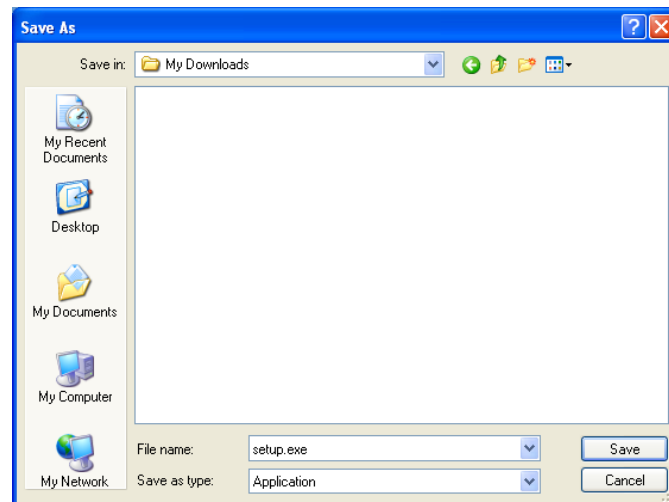 Save As
Save in: My Downloads
My Recent
Documents
Desktop
My Documents
My Computer
My Network
File name: setup.exe Save
Save as type: Application Cancel